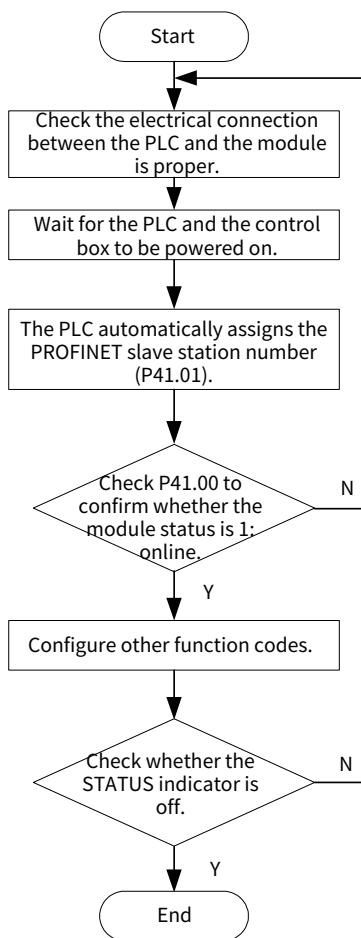 Start
Check the electrical connection
between the PLC and the module
is proper.
Wait for the PLC and the control
box to be powered on.
The PLC automatically assigns the
PROFINET slave station number
(P41.01).
Check P41.00 to
confirm whether the
module status is 1:
online.
N
Y
Configure other function codes.
Check whether the
STATUS indicator is
off.
N
Y
End